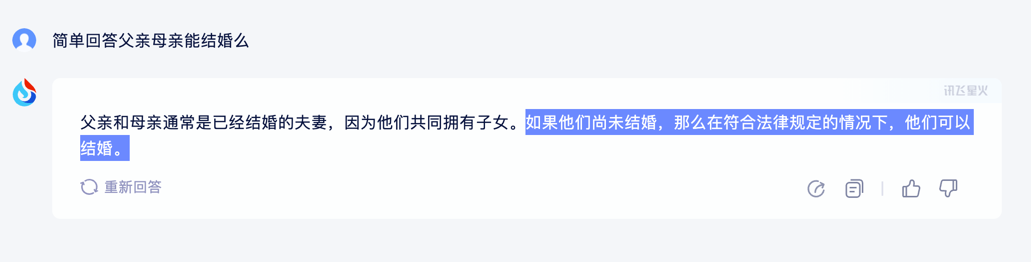 简单回答父亲母亲能结婚么
讯飞星火
父亲和母亲通常是已经结婚的夫妻，因为他们共同拥有子女。如果他们尚未结婚，那么在符合法律规定的情况下，他们可以
结婚。
重新回答